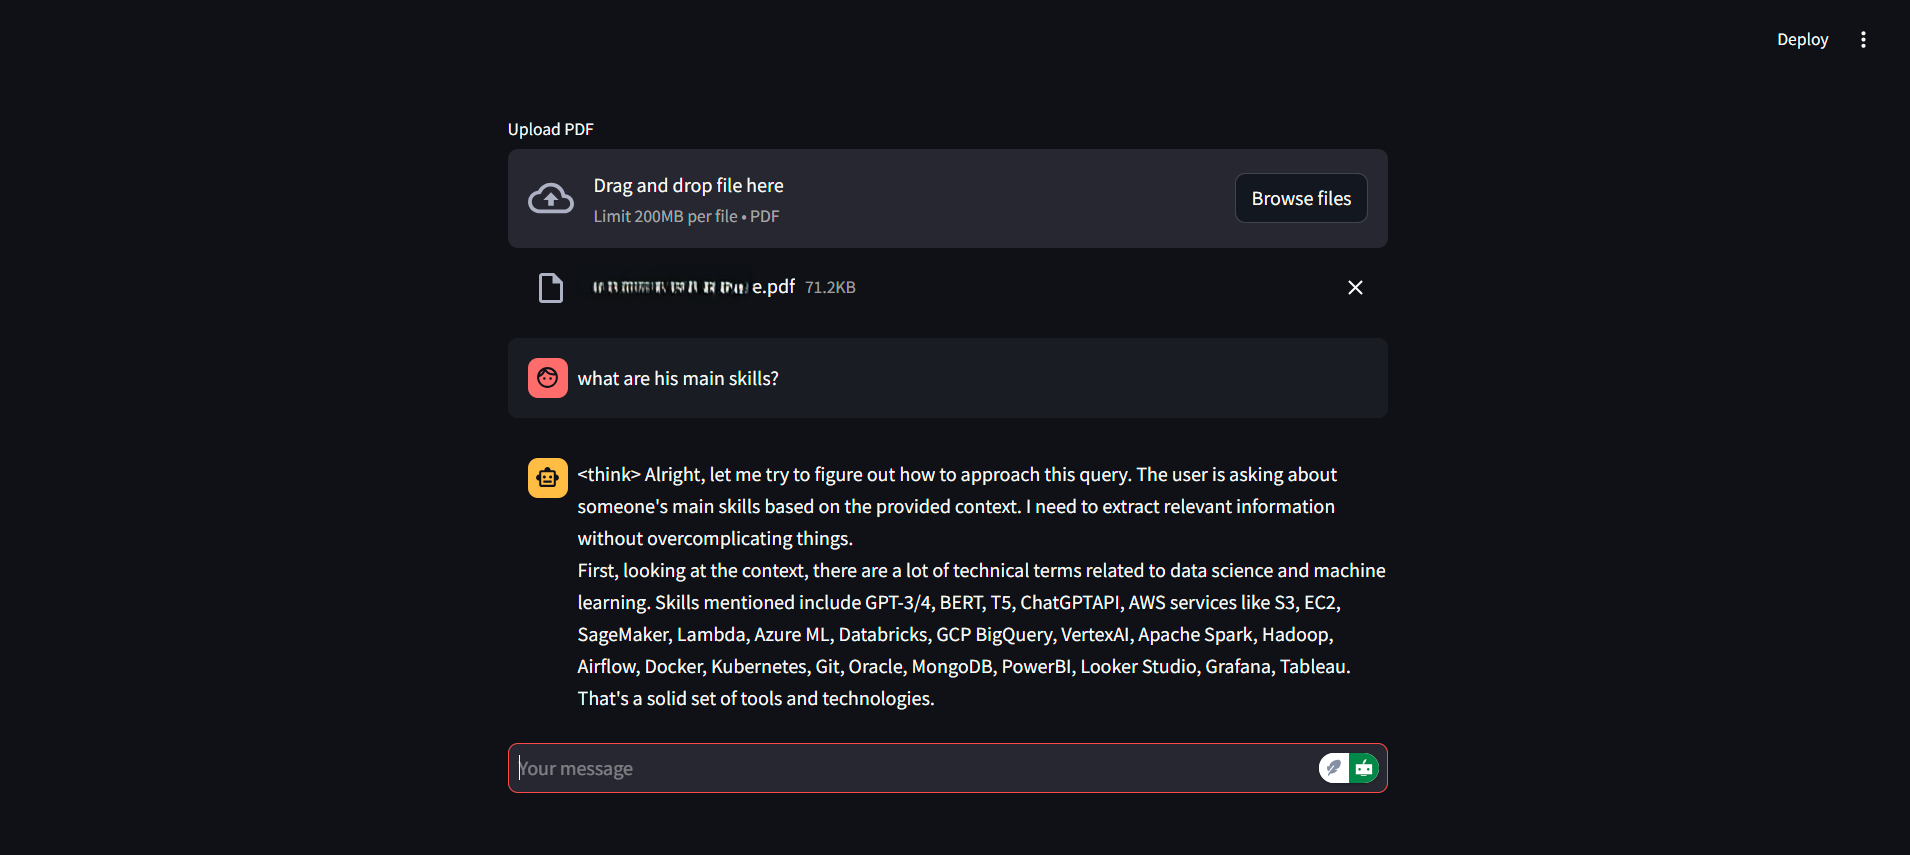 Deploy
Upload PDF
Drag and drop file here
Limit 200MB per file • PDF
Browse files
e.pdf 71.2KB
what are his main skills?
<think> Alright, let me try to figure out how to approach this query. The user is asking about
someone's main skills based on the provided context. I need to extract relevant information
without overcomplicating things.
First, looking at the context, there are a lot of technical terms related to data science and machine
learning. Skills mentioned include GPT-3/4, BERT, T5, ChatGPTAPI, AWS services like S3, EC2,
SageMaker, Lambda, Azure ML, Databricks, GCP BigQuery, VertexAI, Apache Spark, Hadoop,
Airflow, Docker, Kubernetes, Git, Oracle, MongoDB, PowerBI, Looker Studio, Grafana, Tableau.
That's a solid set of tools and technologies.
Your message